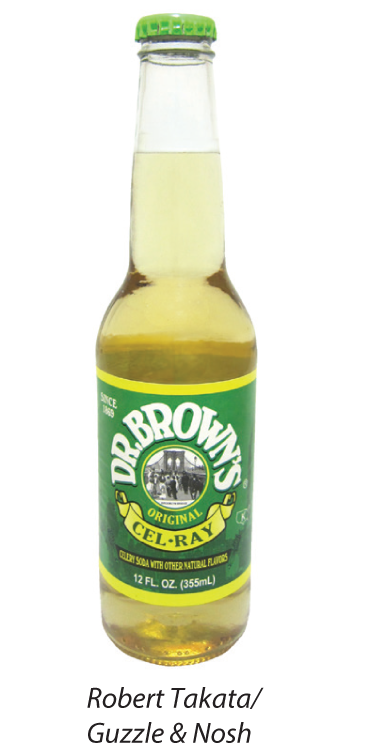 SINCE
1869
DR. BROWN'S
®
ORIGINAL
CEL·RAY
K
CELERY SODA WITH OTHER NATURAL FLAVORS
12 FL. OZ. (355mL)
Robert Takata/
Guzzle & Nosh